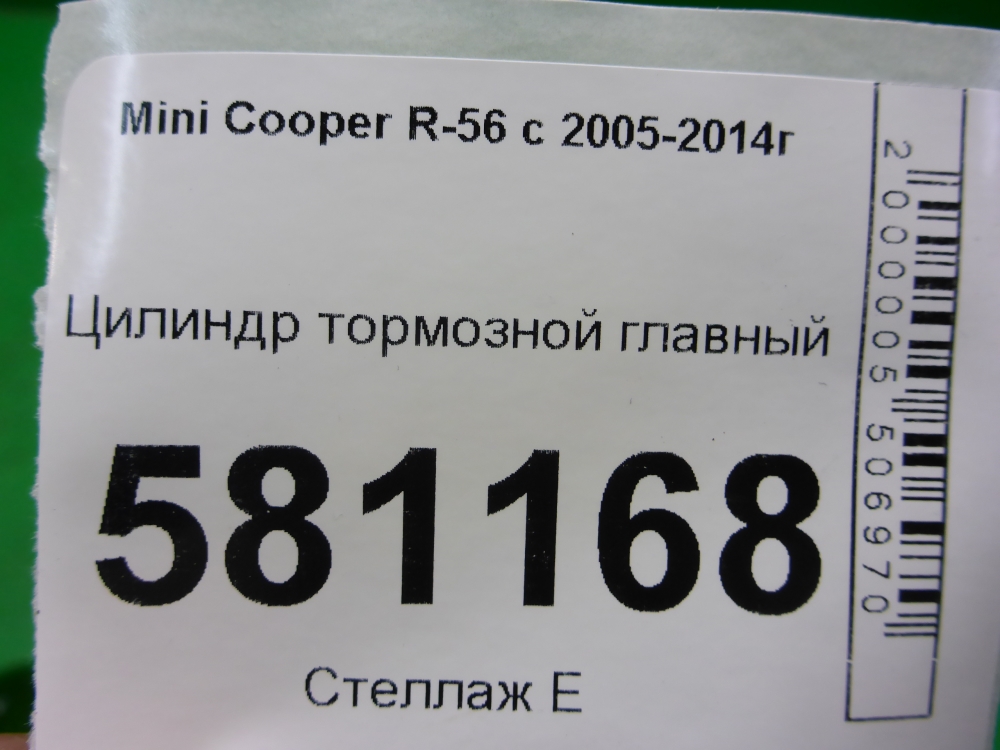 Mini Cooper R-56 с 2005-2014г
Цилиндр тормозной главный
581168
Стеллаж Е
2000005506970